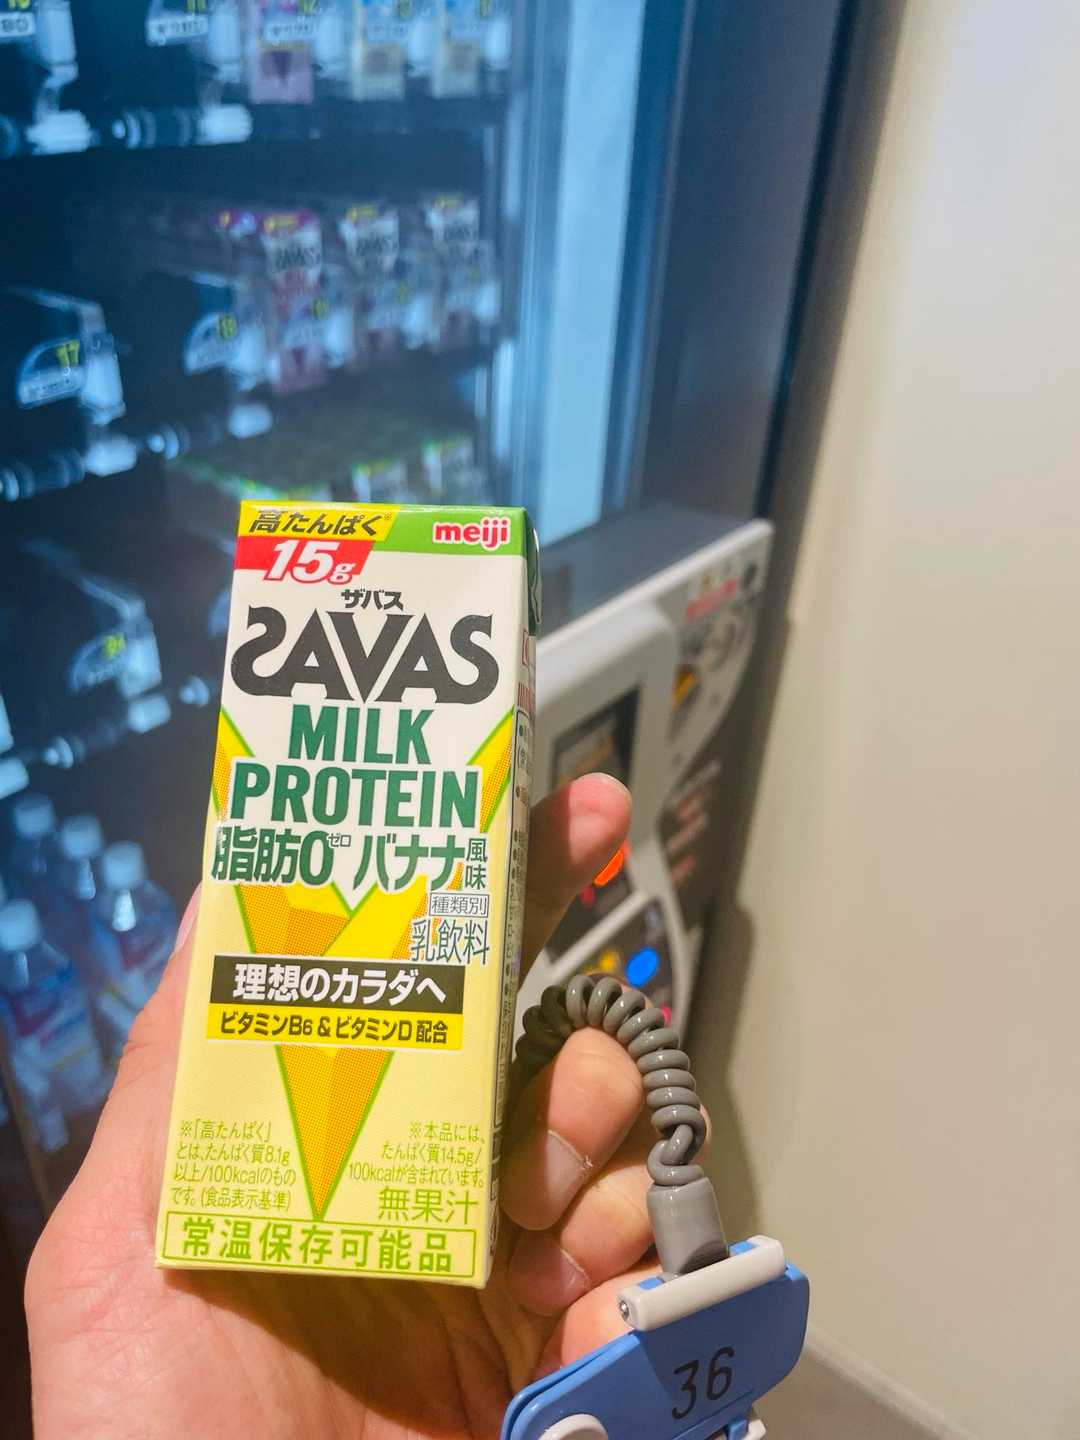 高たんぱく※
meiji
15g
ザバス
SAVAS
MILK
PROTEIN
脂肪0ゼロ バナナ風味
種類別
乳飲料
理想のカラダへ
ビタミンB6 & ビタミンD 配合
※「高たんぱく」
とは、たんぱく質8.1g
以上/100kcalのもの
です。(食品表示基準)
※本品には、
たんぱく質14.5g/
100kcalが含まれています。
無果汁
常温保存可能品
36
SAVAS
17